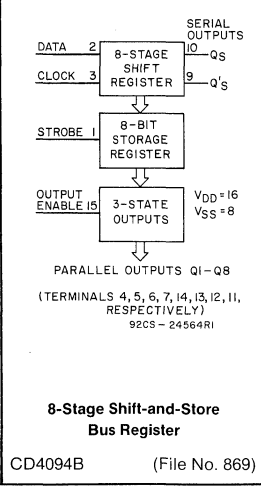 SERIAL
OUTPUTS
DATA 2
8-STAGE
SHIFT
REGISTER
10
QS
CLOCK 3
9
Q'S
STROBE 1
8-BIT
STORAGE
REGISTER
OUTPUT
ENABLE 15
3-STATE
OUTPUTS
VDD=16
VSS=8
PARALLEL OUTPUTS Q1-Q8
(TERMINALS 4, 5, 6, 7, 14, 13, 12, 11,
RESPECTIVELY)
92CS-24564R1
8-Stage Shift-and-Store
Bus Register
CD4094B (File No. 869)